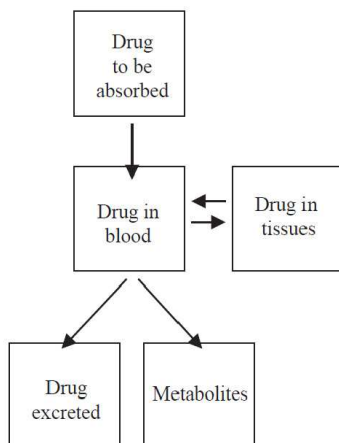 Drug
to be
absorbed
Drug in
blood
Drug in
tissues
Drug
excreted
Metabolites